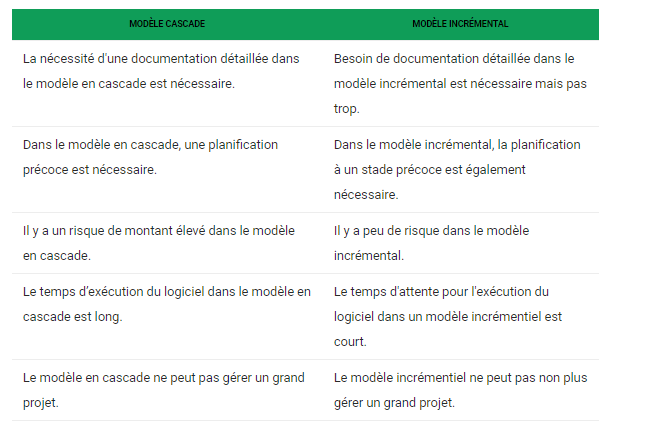 MODÈLE CASCADE
MODÈLE INCRÉMENTAL
La nécessité d'une documentation détaillée dans
le modèle en cascade est nécessaire.
Besoin de documentation détaillée dans le
modèle incrémental est nécessaire mais pas
trop.
Dans le modèle en cascade, une planification
précoce est nécessaire.
Dans le modèle incrémental, la planification
à un stade précoce est également
nécessaire.
Il y a un risque de montant élevé dans le modèle
en cascade.
Il y a peu de risque dans le modèle
incrémental.
Le temps d'exécution du logiciel dans le modèle en
cascade est long.
Le temps d'attente pour l'exécution du
logiciel dans un modèle incrémentiel est
court.
Le modèle en cascade ne peut pas gérer un grand
projet.
Le modèle incrémentiel ne peut pas non plus
gérer un grand projet.